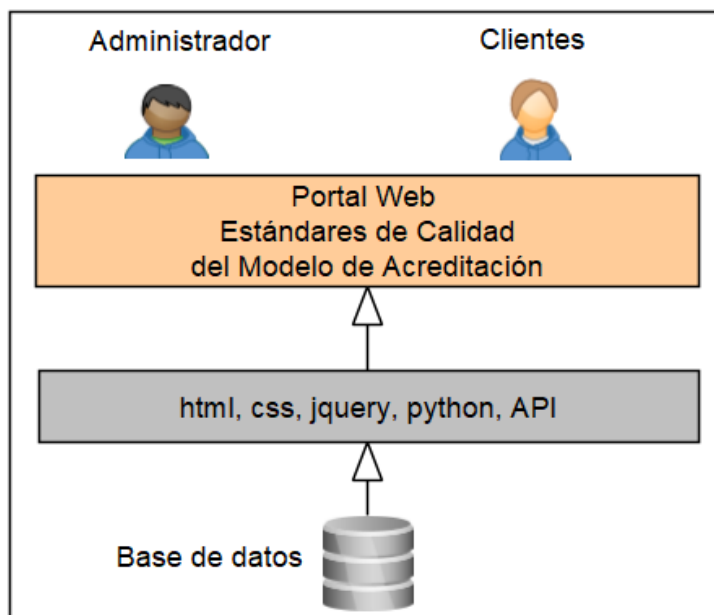 Administrador
Clientes
Portal Web
Estándares de Calidad
del Modelo de Acreditación
html, css, jquery, python, API
Base de datos